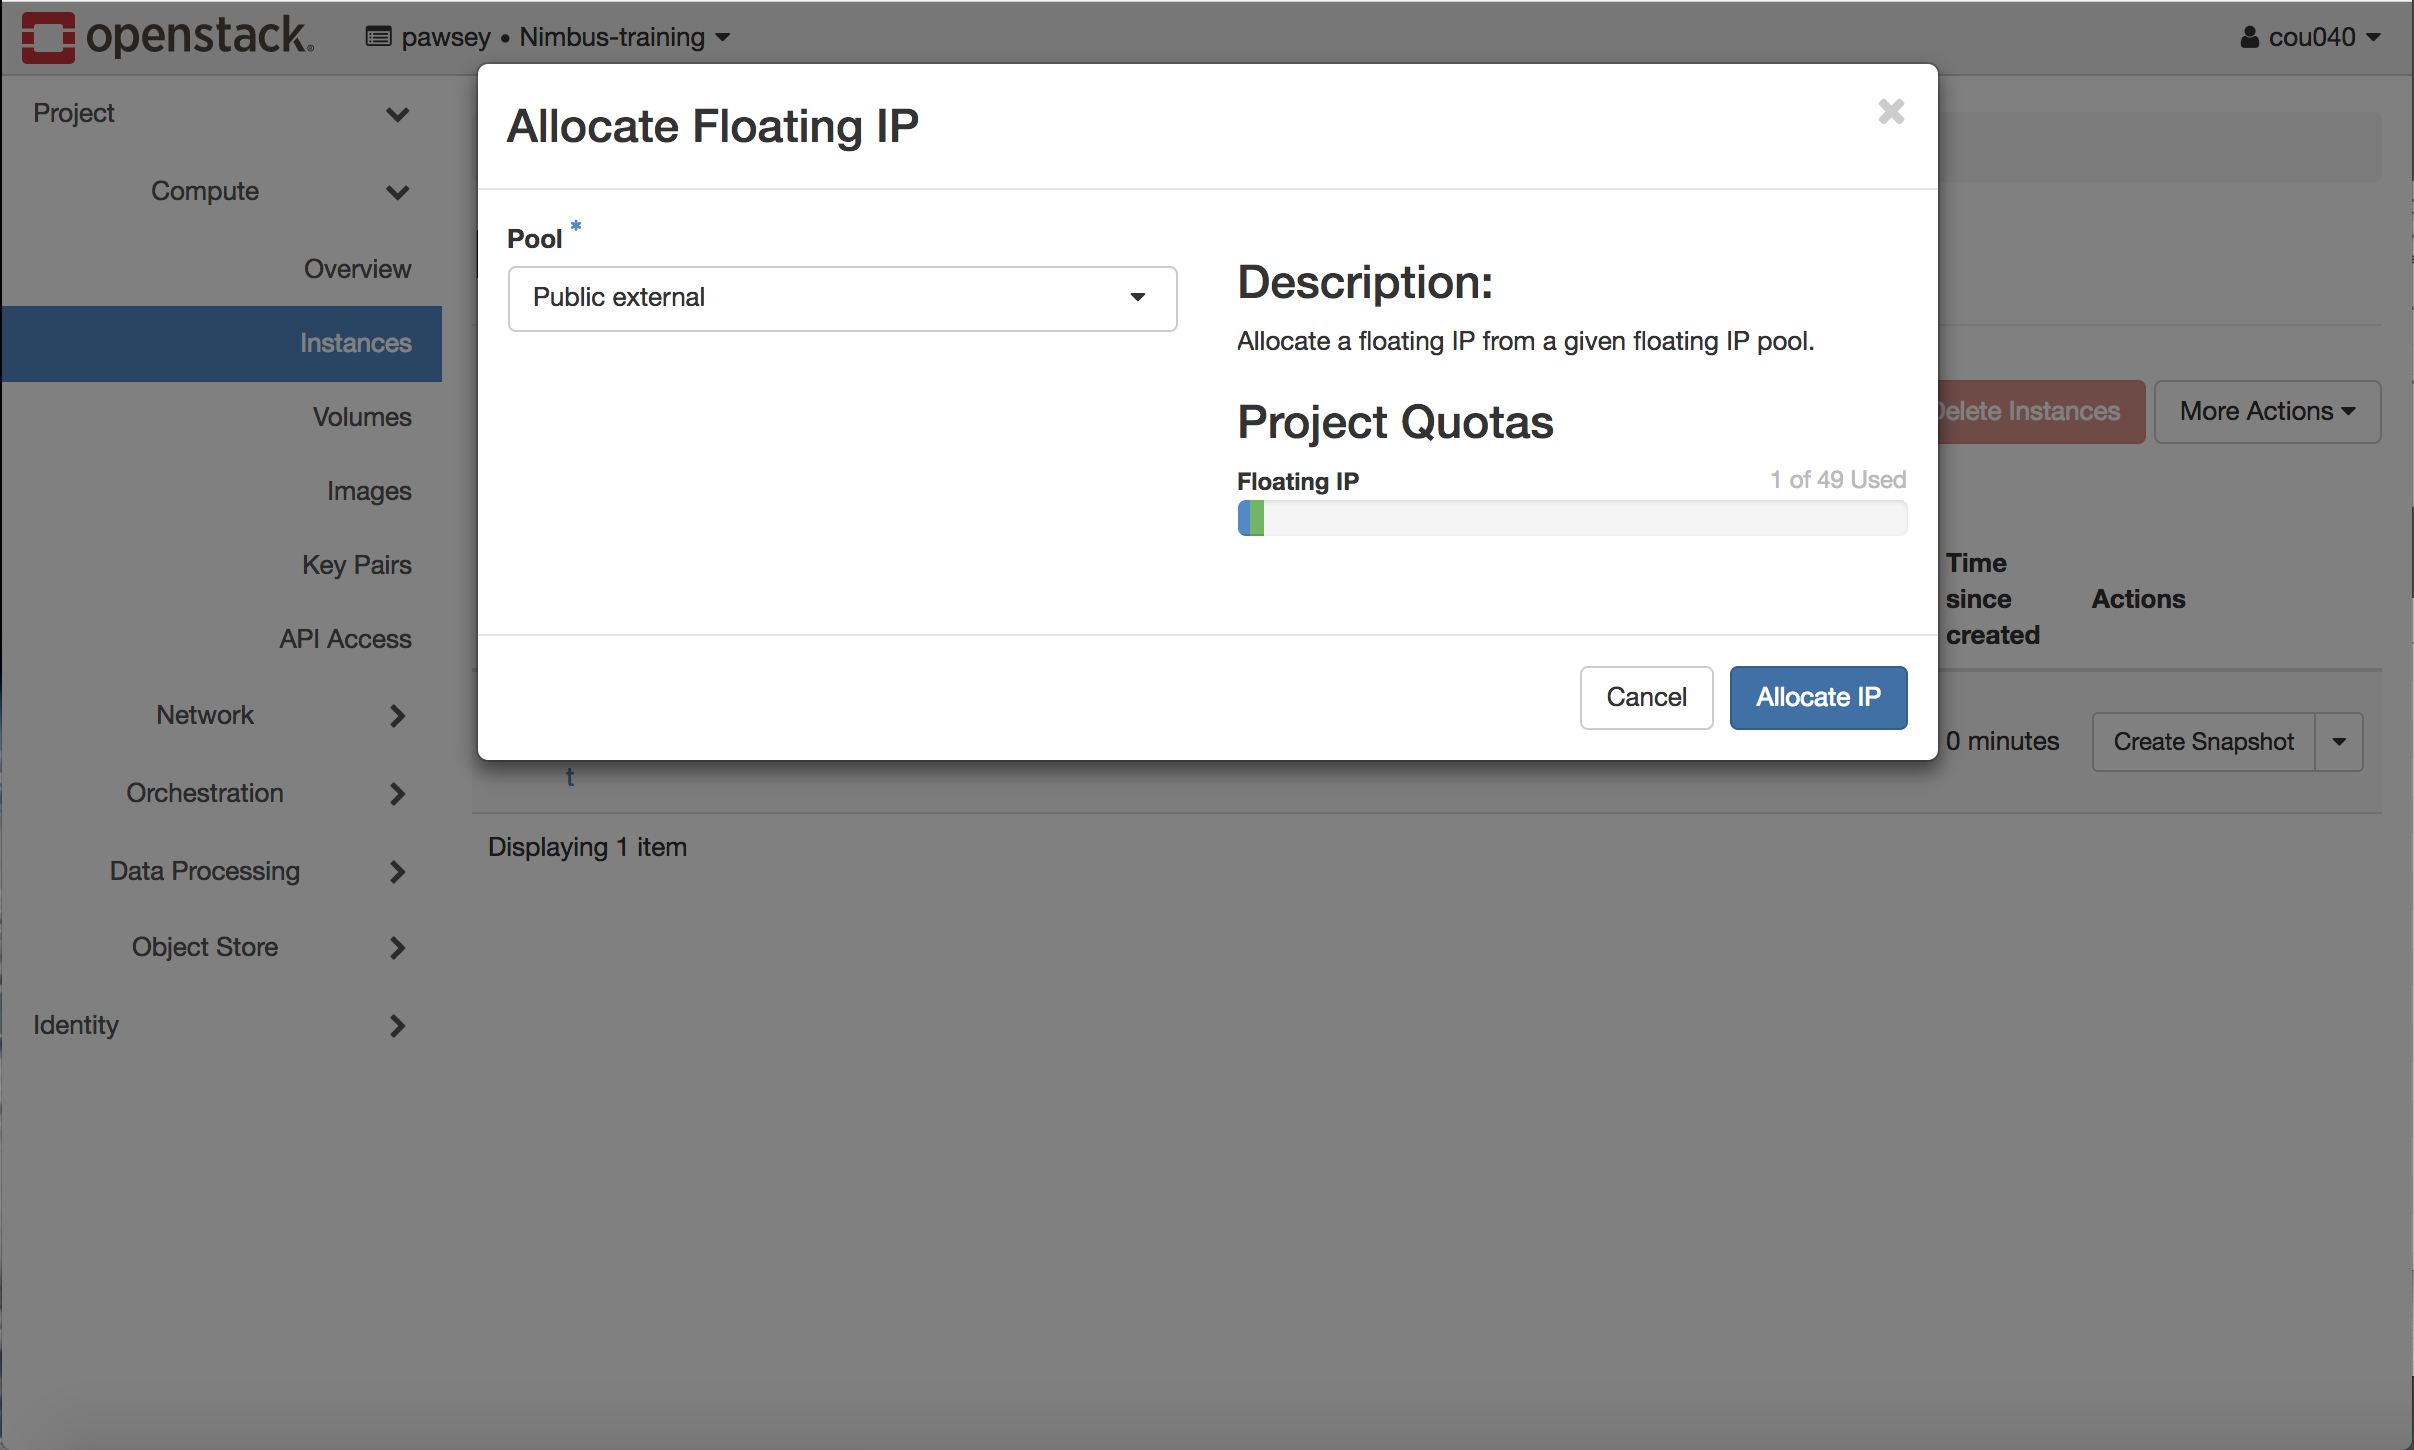 openstack.
pawsey • Nimbus-training
cou040
Project
Compute
Overview
Instances
Volumes
Images
Key Pairs
API Access
Network
Orchestration
Data Processing
Object Store
Identity
Allocate Floating IP
Pool *
Public external
Description:
Allocate a floating IP from a given floating IP pool.
Project Quotas
Floating IP
1 of 49 Used
Cancel
Allocate IP
Delete Instances
More Actions
Time
since
created
Actions
0 minutes
Create Snapshot
t
Displaying 1 item